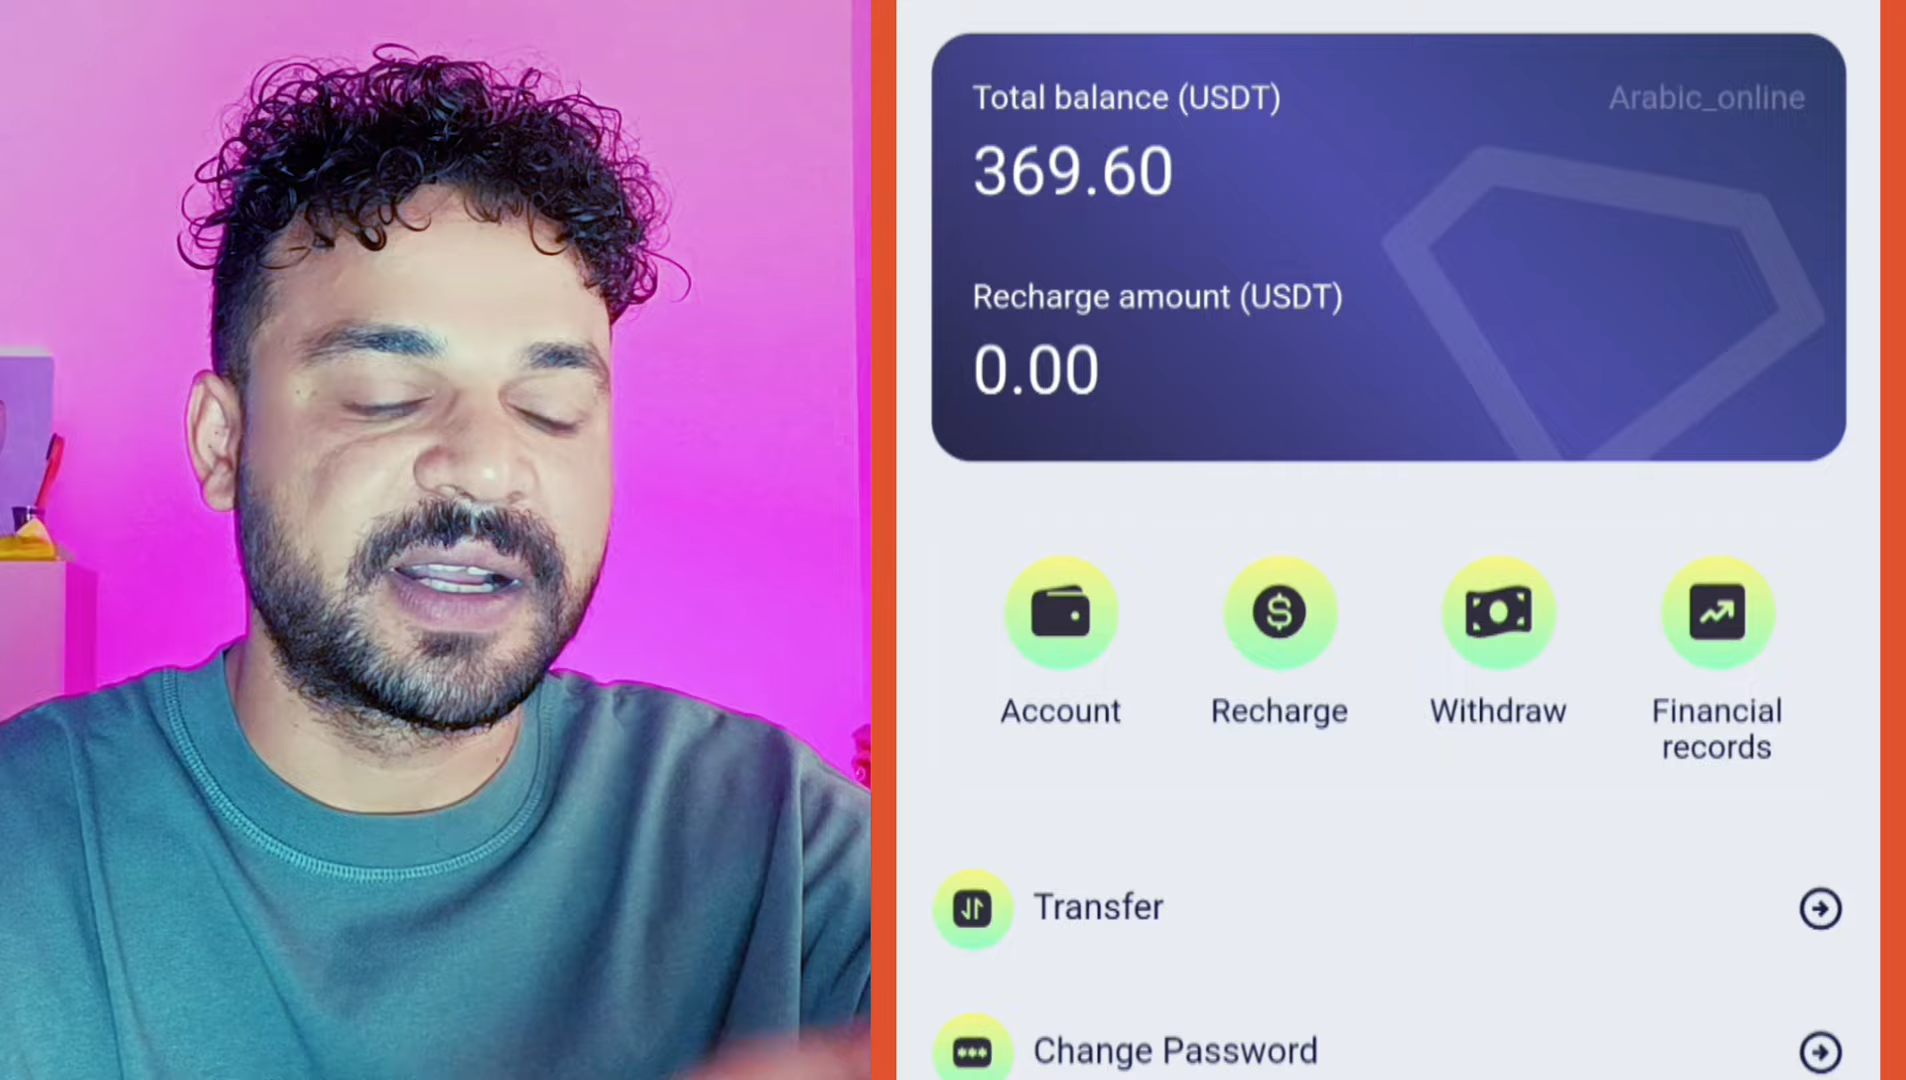 Total balance (USDT)
Arabic_online
369.60
Recharge amount (USDT)
0.00
Account
Recharge
Withdraw
Financial
records
Transfer
Change Password